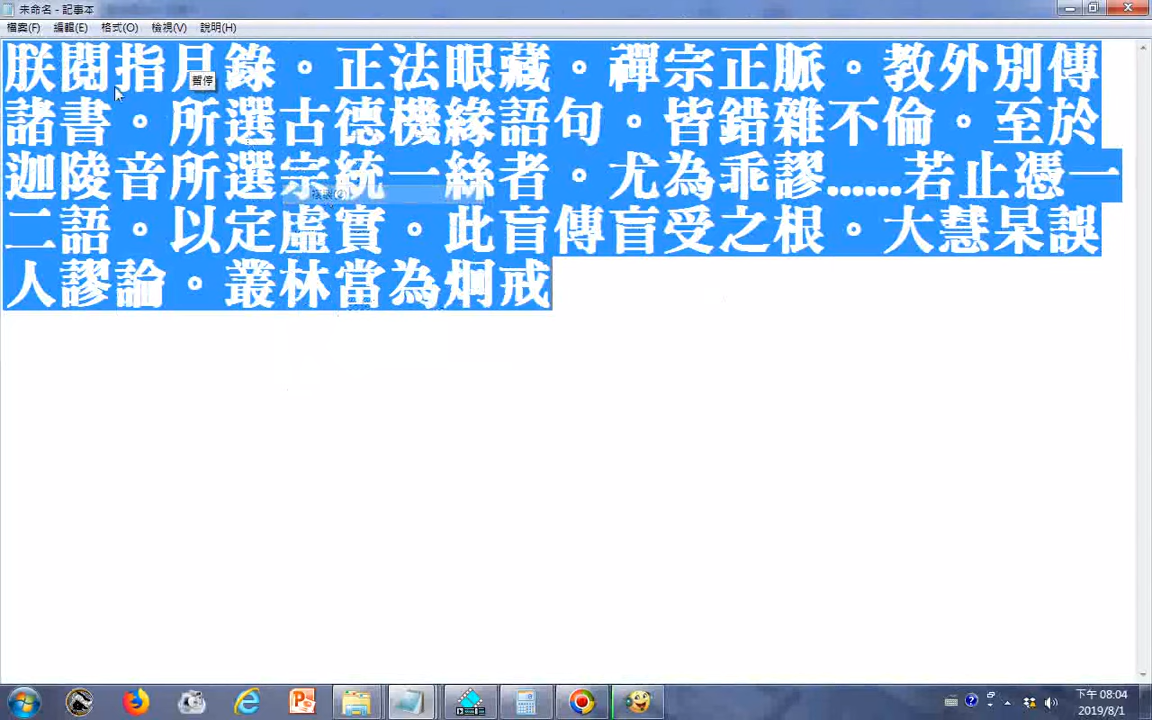 未命名 - 記事本
檔案(F) 編輯(E) 格式(O) 檢視(V) 說明(H)
朕閱指月錄。正法眼藏。禪宗正脈。教外別傳
暫停
諸書。所選古德機緣語句。皆錯雜不倫。至於
迦陵音所選宗統一絲者。尤為乖謬......若止憑一
複製(C)
二語。以定虛實。此盲傳盲受之根。大慧杲誤
人謬論。叢林當為炯戒
下午 08:04
2019/8/1